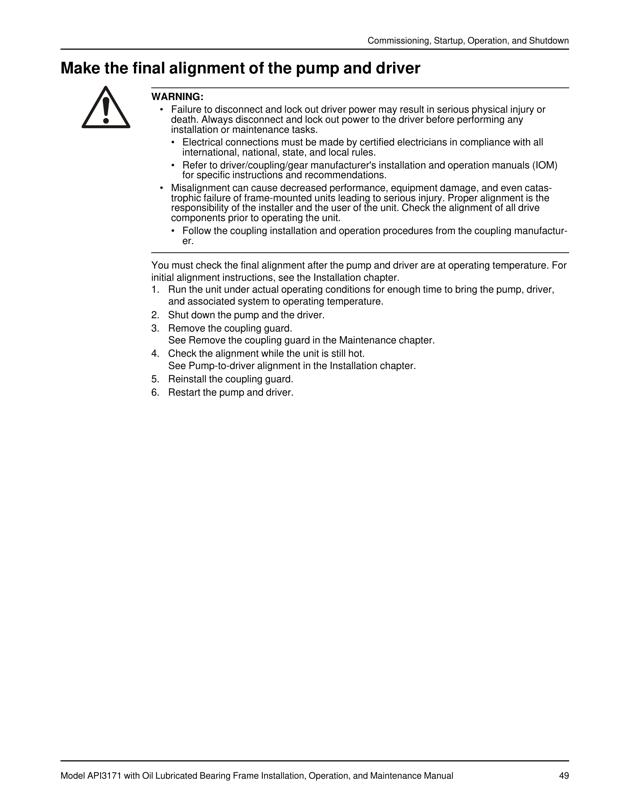 Commissioning, Startup, Operation, and Shutdown
Make the final alignment of the pump and driver
WARNING:
• Failure to disconnect and lock out driver power may result in serious physical injury or
death. Always disconnect and lock out power to the driver before performing any
installation or maintenance tasks.
• Electrical connections must be made by certified electricians in compliance with all
international, national, state, and local rules.
• Refer to driver/coupling/gear manufacturer's installation and operation manuals (IOM)
for specific instructions and recommendations.
• Misalignment can cause decreased performance, equipment damage, and even catas-
trophic failure of frame-mounted units leading to serious injury. Proper alignment is the
responsibility of the installer and the user of the unit. Check the alignment of all drive
components prior to operating the unit.
• Follow the coupling installation and operation procedures from the coupling manufactur-
er.
You must check the final alignment after the pump and driver are at operating temperature. For
initial alignment instructions, see the Installation chapter.
1. Run the unit under actual operating conditions for enough time to bring the pump, driver,
and associated system to operating temperature.
2. Shut down the pump and the driver.
3. Remove the coupling guard.
See Remove the coupling guard in the Maintenance chapter.
4. Check the alignment while the unit is still hot.
See Pump-to-driver alignment in the Installation chapter.
5. Reinstall the coupling guard.
6. Restart the pump and driver.
Model API3171 with Oil Lubricated Bearing Frame Installation, Operation, and Maintenance Manual 49